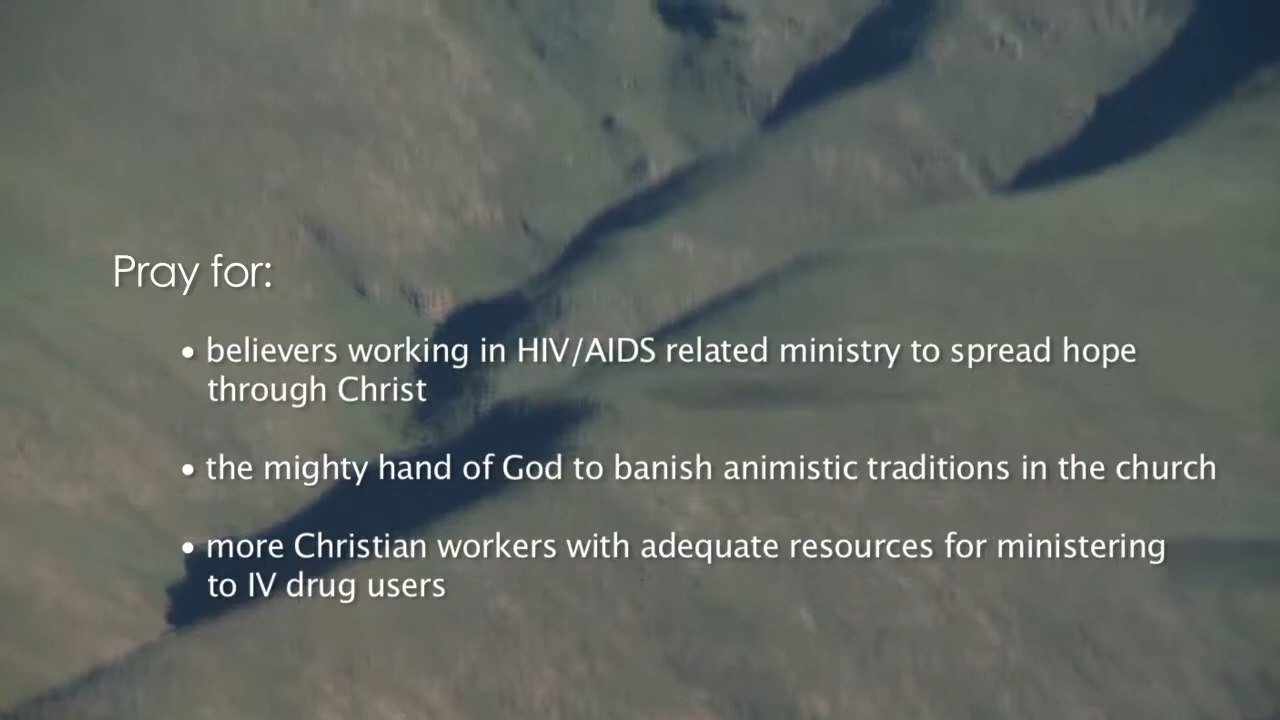 Pray for:
• believers working in HIV/AIDS related ministry to spread hope
through Christ
• the mighty hand of God to banish animistic traditions in the church
• more Christian workers with adequate resources for ministering
to IV drug users